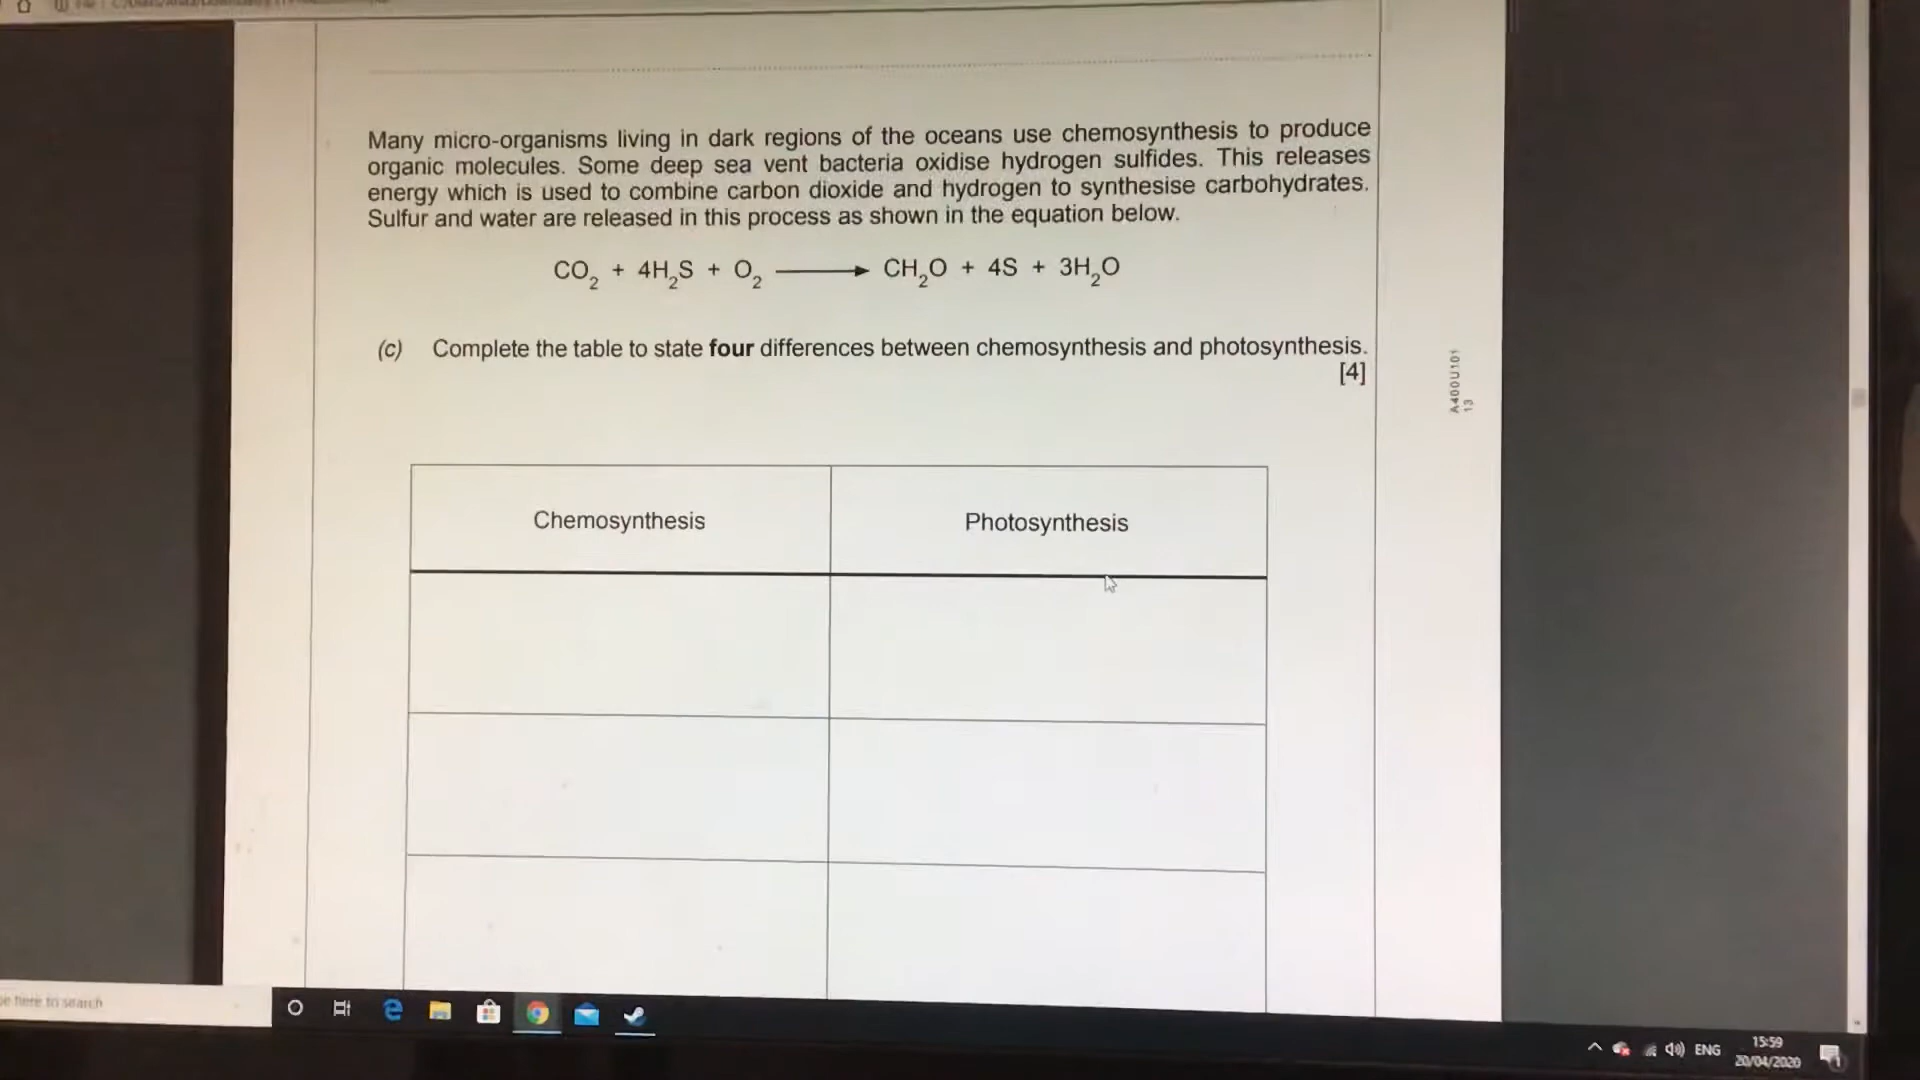 Many micro-organisms living in dark regions of the oceans use chemosynthesis to produce
organic molecules. Some deep sea vent bacteria oxidise hydrogen sulfides. This releases
energy which is used to combine carbon dioxide and hydrogen to synthesise carbohydrates.
Sulfur and water are released in this process as shown in the equation below.
CO₂ + 4H₂S + O₂ → CH₂O + 4S + 3H₂O
(c) Complete the table to state four differences between chemosynthesis and photosynthesis.
[4]
A400U101
13
Chemosynthesis Photosynthesis
here to search
ENG
15:59
20/04/2020
1